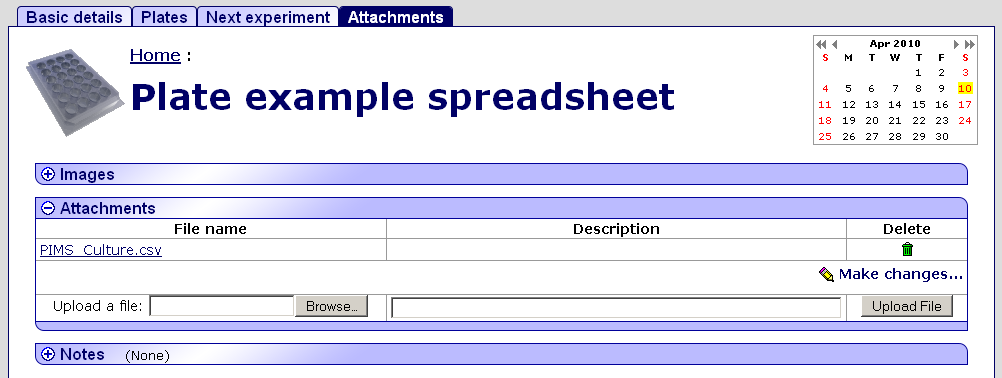 Basic details Plates Next experiment Attachments
Home :
Plate example spreadsheet
Apr 2010
S M T W T F S
1 2 3
4 5 6 7 8 9 10
11 12 13 14 15 16 17
18 19 20 21 22 23 24
25 26 27 28 29 30
Images
Attachments
File name Description Delete
PIMS_Culture.csv
Make changes...
Upload a file: Browse... Upload File
Notes (None)